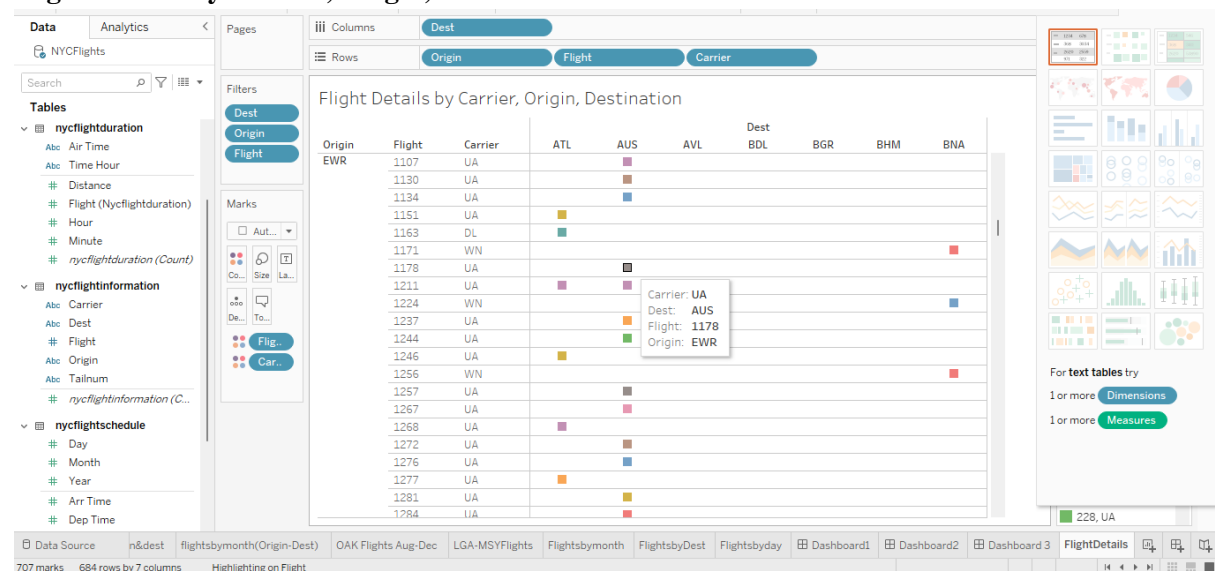 Data Analytics
NYCFlights
Search
Tables
nycflightduration
Abc Air Time
Abc Time Hour
# Distance
# Flight (Nycflightduration)
# Hour
# Minute
# nycflightduration (Count)
nycflightinformation
Abc Carrier
Abc Dest
# Flight
Abc Origin
Abc Tailnum
# nycflightinformation (C...
nycflightschedule
# Day
# Month
# Year
# Arr Time
# Dep Time
Pages
Filters
Dest
Origin
Flight
Marks
Aut...
Co... Size La...
De... To...
Flig..
Car..
Columns Dest
Rows Origin Flight Carrier
Flight Details by Carrier, Origin, Destination
Dest
Origin Flight Carrier ATL AUS AVL BDL BGR BHM BNA
EWR 1107 UA
1130 UA
1134 UA
1151 UA
1163 DL
1171 WN
1178 UA
1211 UA
1224 WN
1237 UA
1244 UA
1246 UA
1256 WN
1257 UA
1267 UA
1268 UA
1272 UA
1276 UA
1277 UA
1281 UA
1284 UA
Carrier: UA
Dest: AUS
Flight: 1178
Origin: EWR
For text tables try
1 or more Dimensions
1 or more Measures
228, UA
Data Source n&dest flightsbymonth(Origin-Dest) OAK Flights Aug-Dec LGA-MSYFlights Flightsbymonth FlightsbyDest Flightsbyday Dashboard1 Dashboard2 Dashboard 3 FlightDetails
707 marks 684 rows by 7 columns Highlighting on Flight